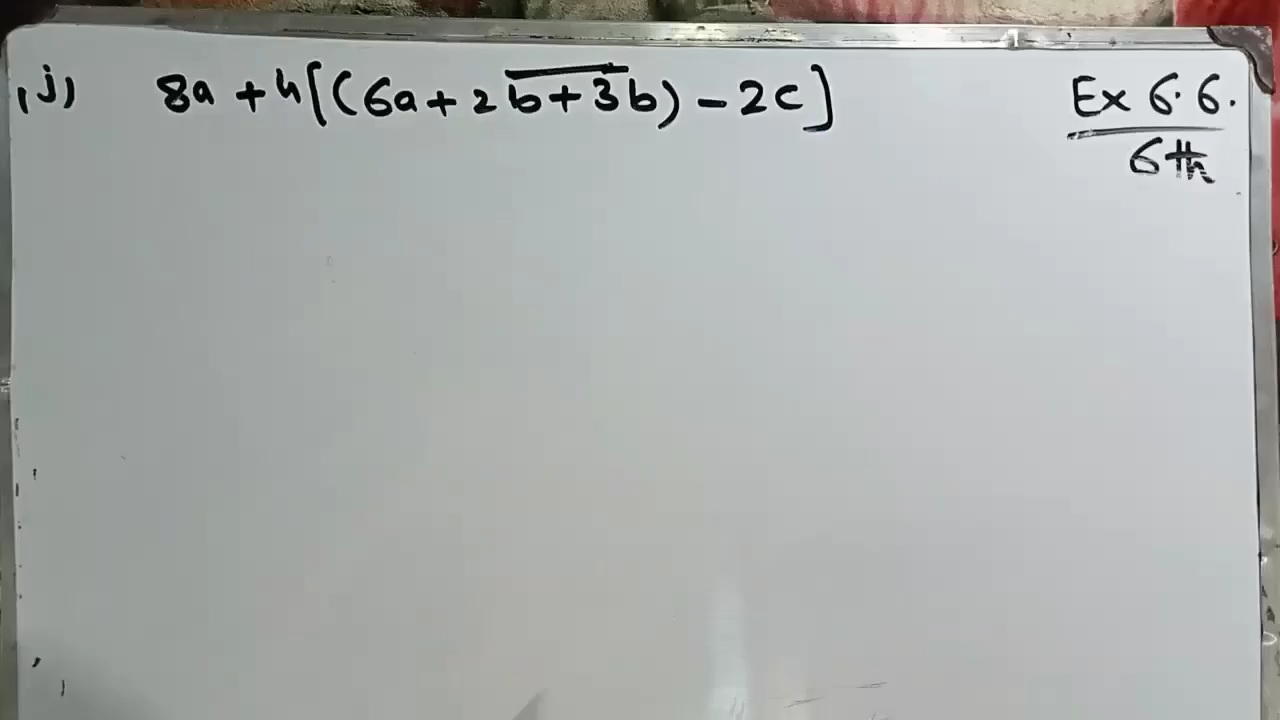 (j) 8a + 4[(6a + 2 b + 3 b) - 2c]
Ex 6.6.
6th